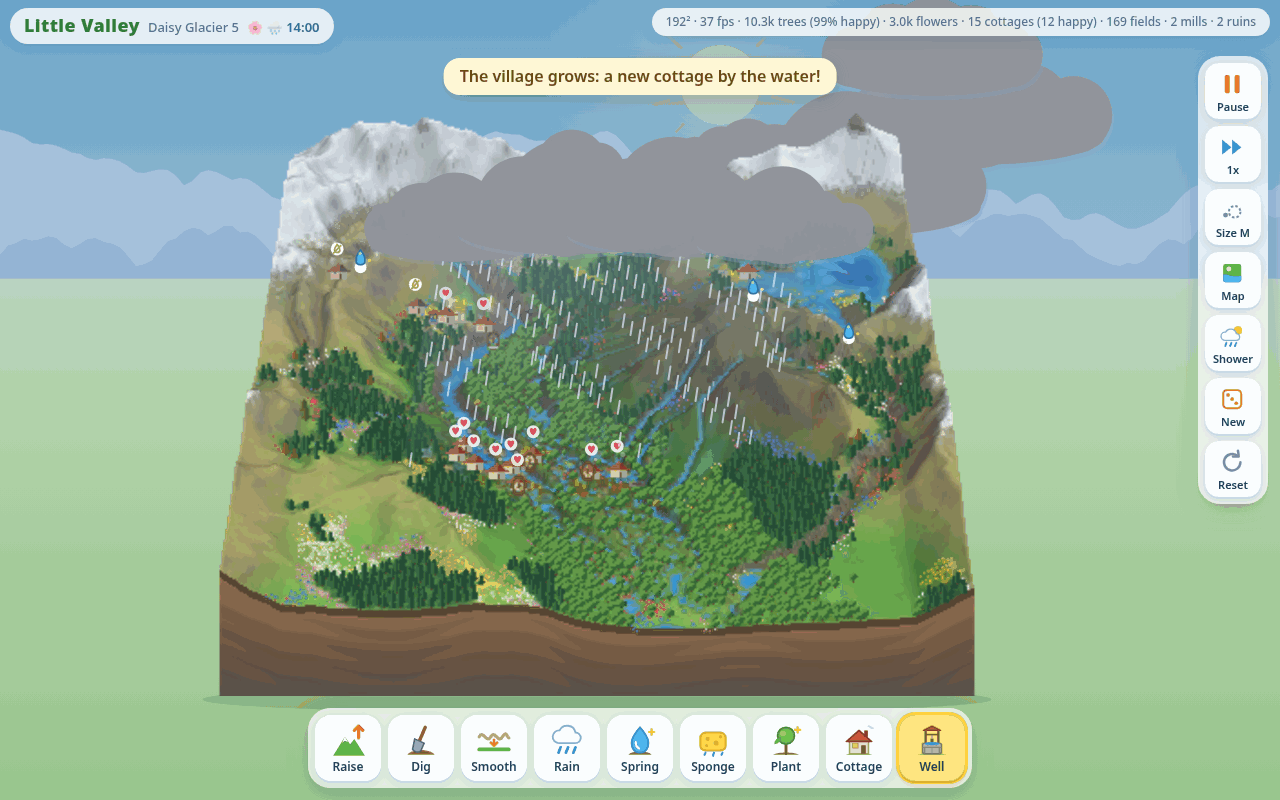 Little Valley Daisy Glacier 5 14:00
192² · 37 fps · 10.3k trees (99% happy) · 3.0k flowers · 15 cottages (12 happy) · 169 fields · 2 mills · 2 ruins
The village grows: a new cottage by the water!
Pause
1x
Size M
Map
Shower
New
Reset
Raise Dig Smooth Rain Spring Sponge Plant Cottage Well